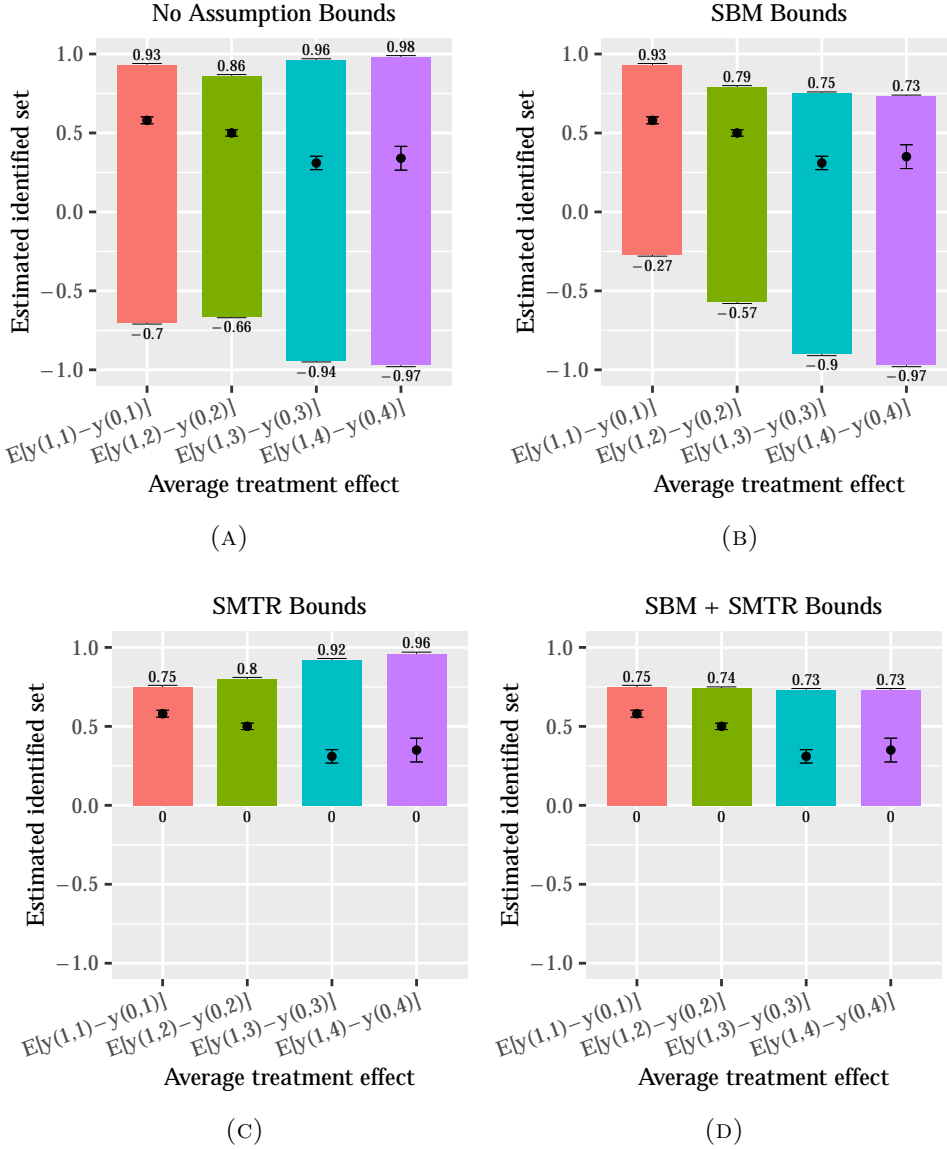 No Assumption Bounds
Estimated identified set
1.0
0.5
0.0
−0.5
−1.0
0.93
0.86
0.96
0.98
−0.7
−0.66
−0.94
−0.97
E[y(1,1)−y(0,1)]
E[y(1,2)−y(0,2)]
E[y(1,3)−y(0,3)]
E[y(1,4)−y(0,4)]
Average treatment effect
(A)
SBM Bounds
Estimated identified set
1.0
0.5
0.0
−0.5
−1.0
0.93
0.79
0.75
0.73
−0.27
−0.57
−0.9
−0.97
E[y(1,1)−y(0,1)]
E[y(1,2)−y(0,2)]
E[y(1,3)−y(0,3)]
E[y(1,4)−y(0,4)]
Average treatment effect
(B)
SMTR Bounds
Estimated identified set
1.0
0.5
0.0
−0.5
−1.0
0.75
0.8
0.92
0.96
0
0
0
0
E[y(1,1)−y(0,1)]
E[y(1,2)−y(0,2)]
E[y(1,3)−y(0,3)]
E[y(1,4)−y(0,4)]
Average treatment effect
(C)
SBM + SMTR Bounds
Estimated identified set
1.0
0.5
0.0
−0.5
−1.0
0.75
0.74
0.73
0.73
0
0
0
0
E[y(1,1)−y(0,1)]
E[y(1,2)−y(0,2)]
E[y(1,3)−y(0,3)]
E[y(1,4)−y(0,4)]
Average treatment effect
(D)